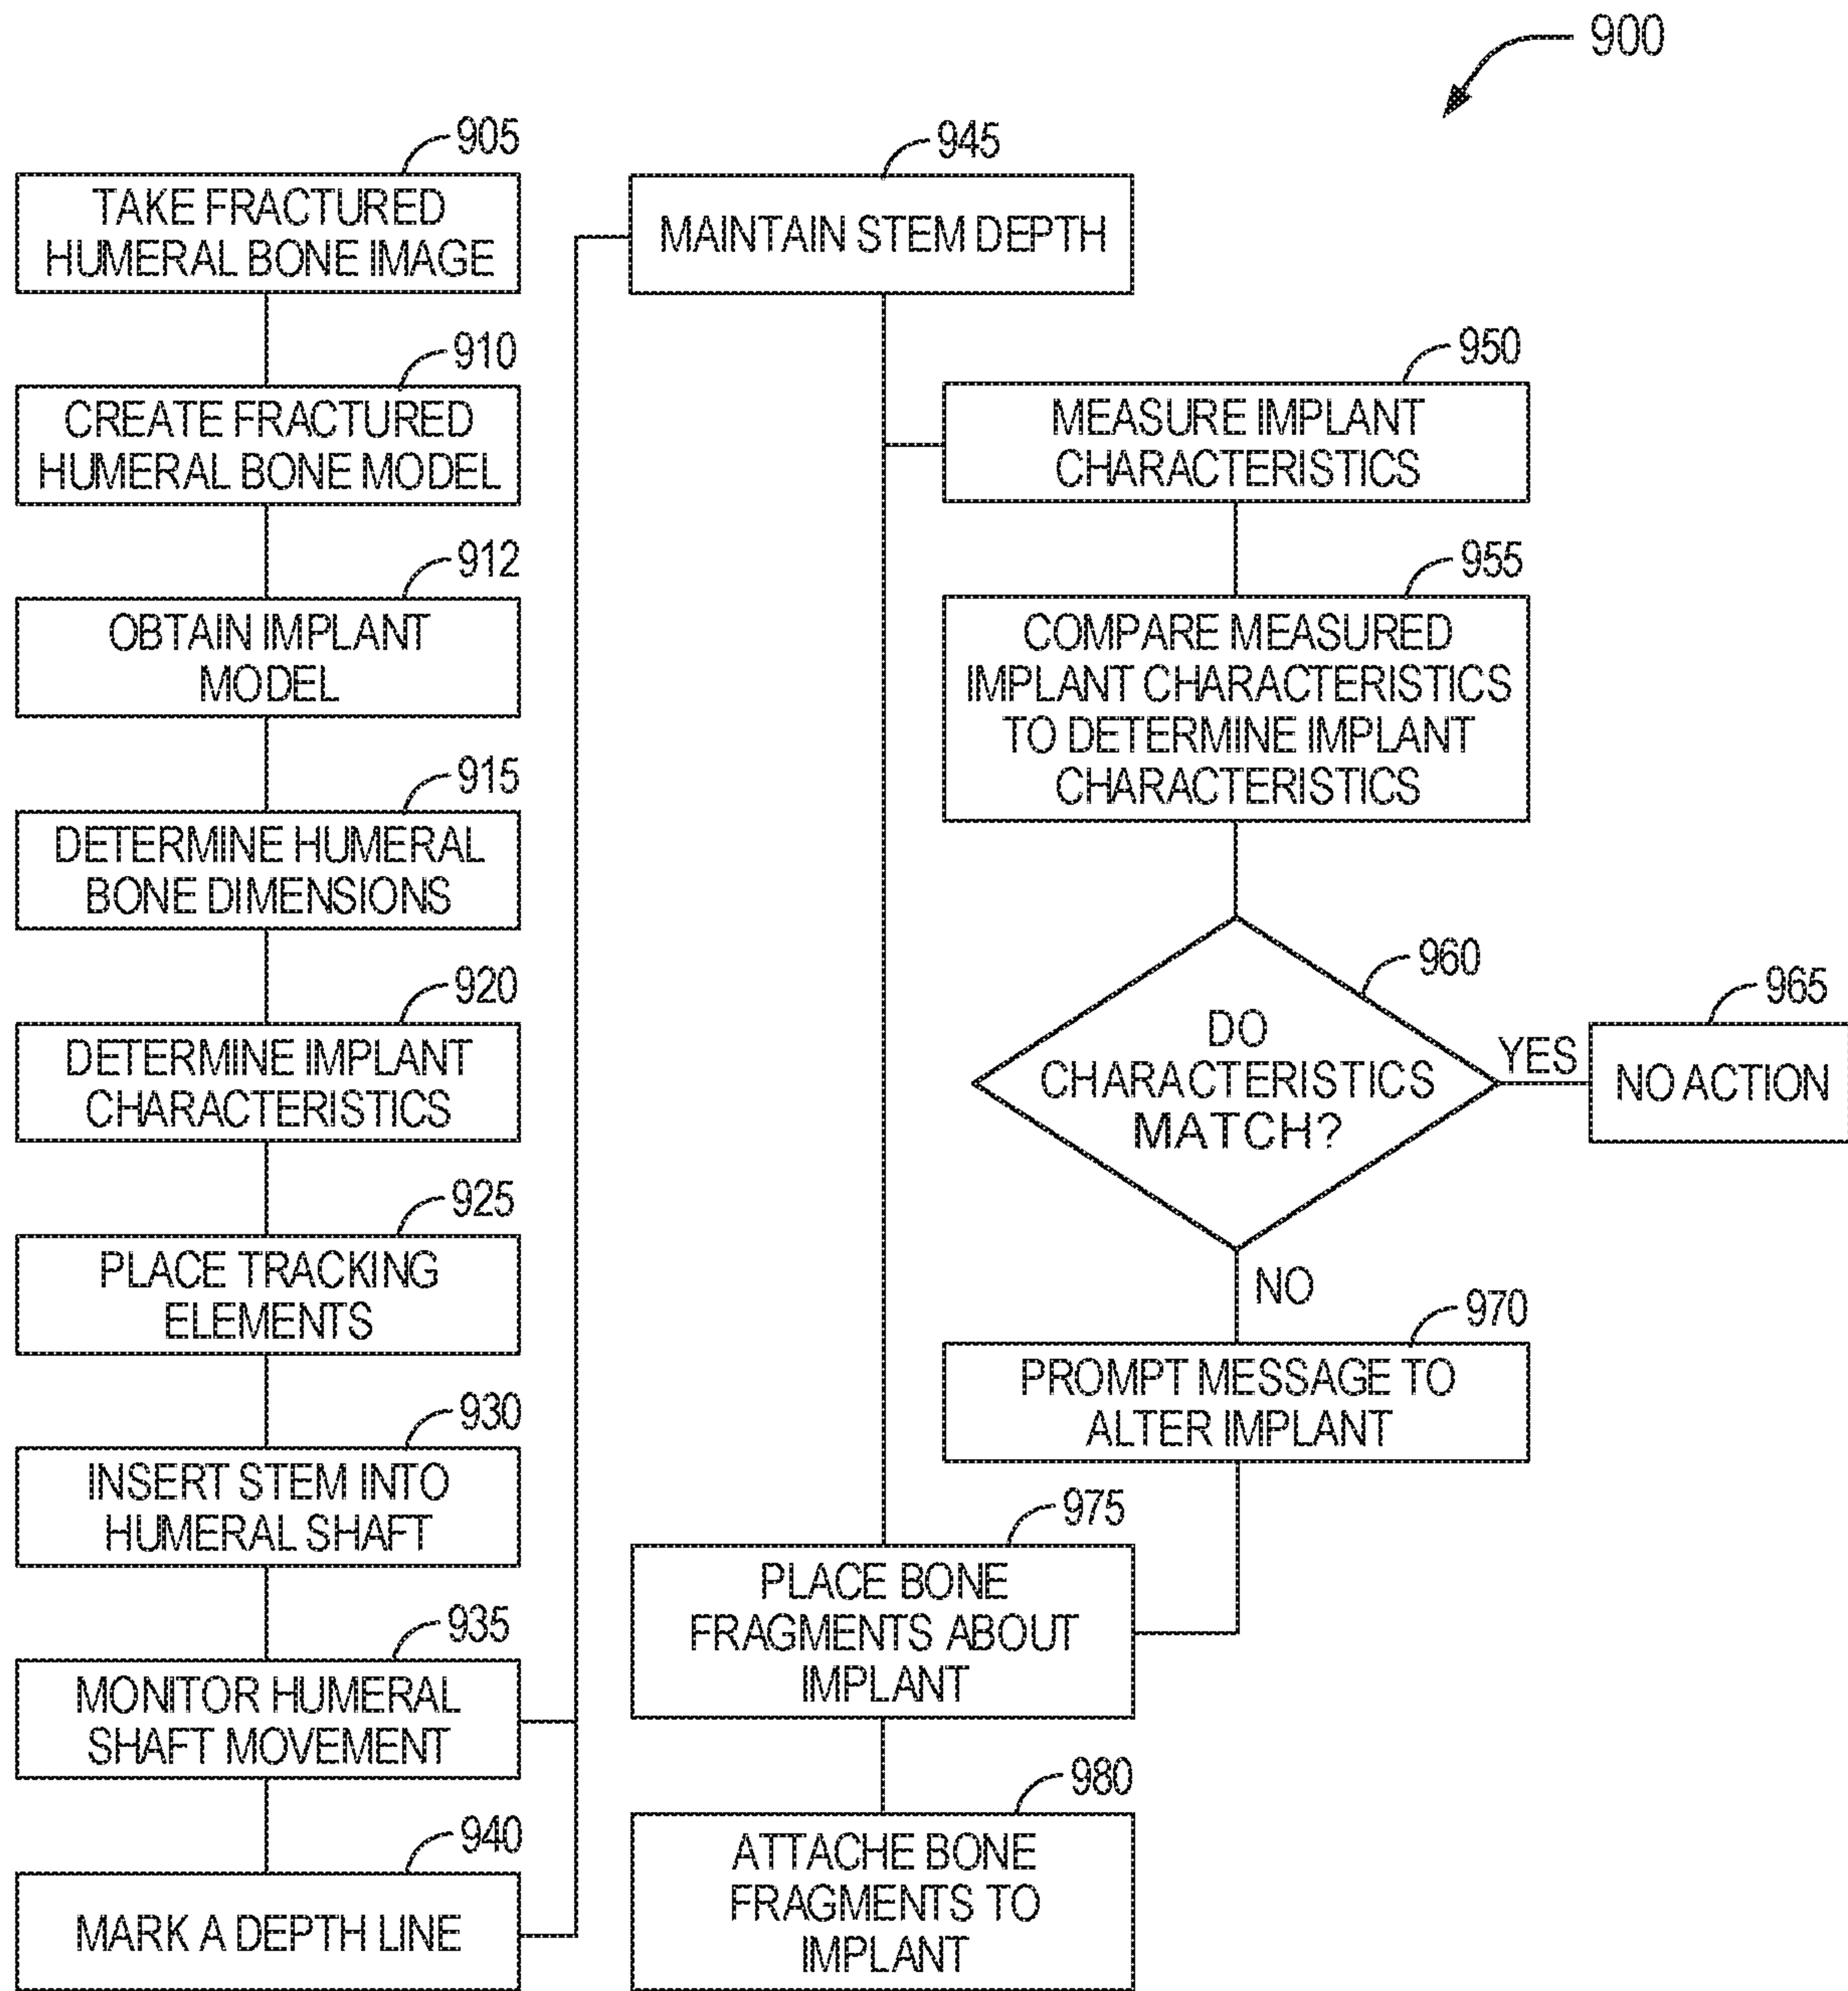 900
905
TAKE FRACTURED
HUMERAL BONE IMAGE
910
CREATE FRACTURED
HUMERAL BONE MODEL
912
OBTAIN IMPLANT
MODEL
915
DETERMINE HUMERAL
BONE DIMENSIONS
920
DETERMINE IMPLANT
CHARACTERISTICS
925
PLACE TRACKING
ELEMENTS
930
INSERT STEM INTO
HUMERAL SHAFT
935
MONITOR HUMERAL
SHAFT MOVEMENT
940
MARK A DEPTH LINE
945
MAINTAIN STEM DEPTH
950
MEASURE IMPLANT
CHARACTERISTICS
955
COMPARE MEASURED
IMPLANT CHARACTERISTICS
TO DETERMINE IMPLANT
CHARACTERISTICS
960
DO
CHARACTERISTICS
MATCH?
YES
965
NO ACTION
NO
970
PROMPT MESSAGE TO
ALTER IMPLANT
975
PLACE BONE
FRAGMENTS ABOUT
IMPLANT
980
ATTACHE BONE
FRAGMENTS TO
IMPLANT